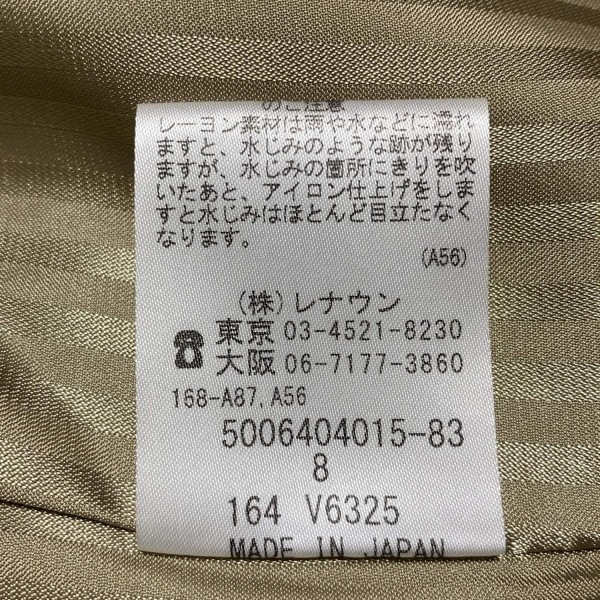 のご注意
レーヨン素材は雨や水などに濡れ
ますと、水じみのような跡が残り
ますが、水じみの箇所にきりを吹
いたあと、アイロン仕上げをしま
すと水じみはほとんど目立たなく
なります。
(A56)
(株)レナウン
東京 03-4521-8230
大阪 06-7177-3860
168-A87,A56
5006404015-83
8
164 V6325
MADE IN JAPAN